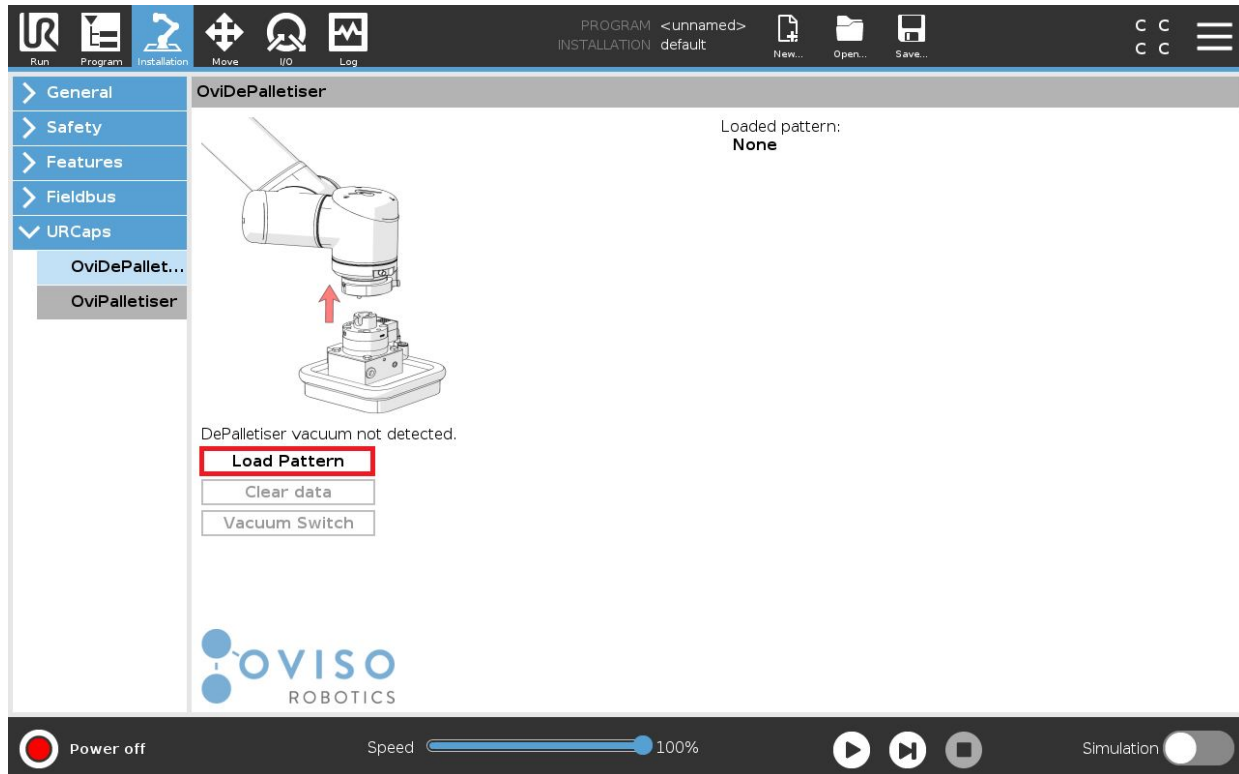 UR
Run
Program
Installation
Move
I/O
Log
PROGRAM <unnamed>
INSTALLATION default
New...
Open...
Save...
C C
C C
General
Safety
Features
Fieldbus
URCaps
OviDePallet...
OviPalletiser
OviDePalletiser
Loaded pattern:
None
DePalletiser vacuum not detected.
Load Pattern
Clear data
Vacuum Switch
OVISO
ROBOTICS
Power off
Speed
100%
Simulation